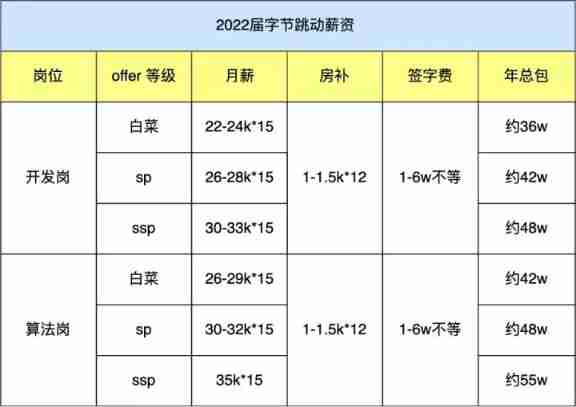 2022届字节跳动薪资
岗位 offer 等级 月薪 房补 签字费 年总包
开发岗 白菜 22-24k*15 1-1.5k*12 1-6w不等 约36w
sp 26-28k*15 约42w
ssp 30-33k*15 约48w
算法岗 白菜 26-29k*15 1-1.5k*12 1-6w不等 约42w
sp 30-32k*15 约48w
ssp 35k*15 约55w